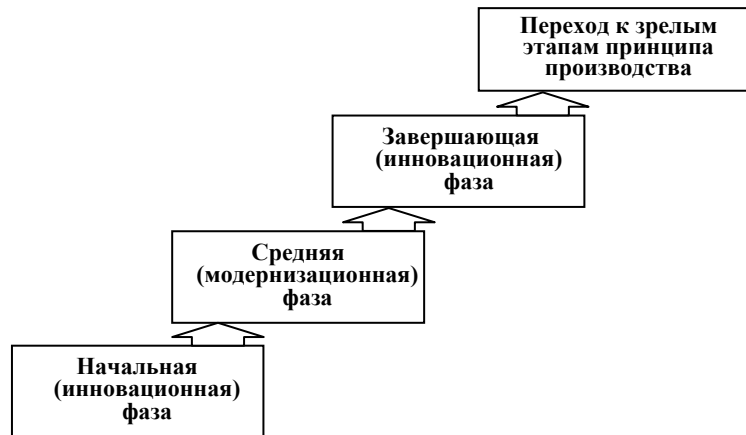 Переход к зрелым
этапам принципа
производства
Завершающая
(инновационная)
фаза
Средняя
(модернизационная)
фаза
Начальная
(инновационная)
фаза